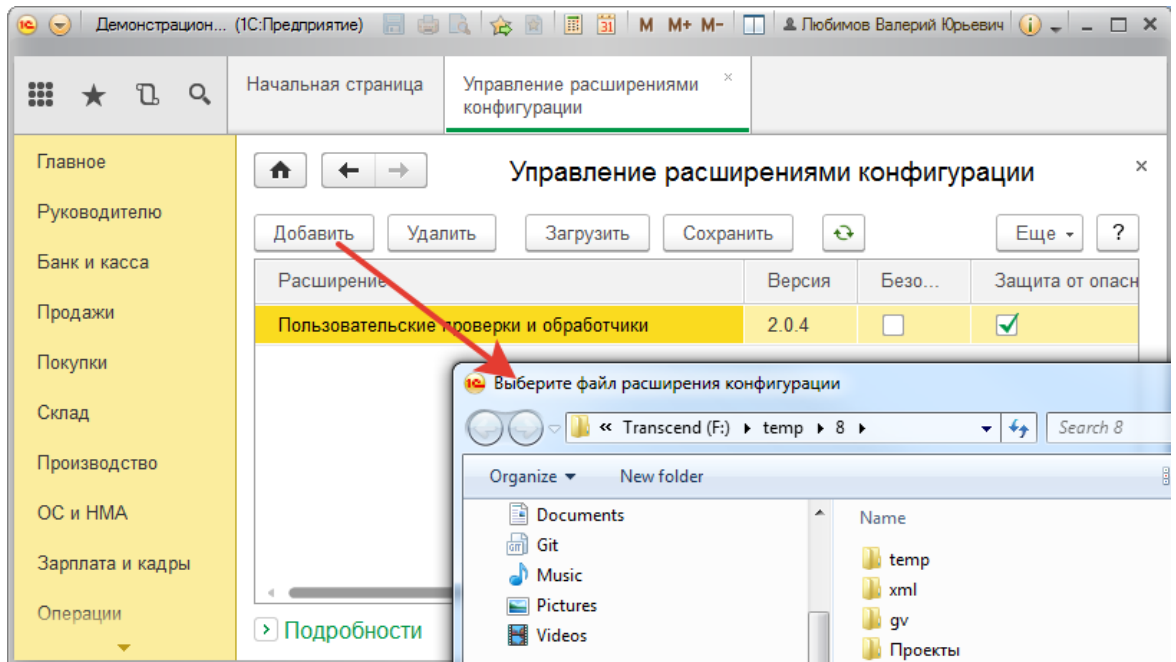 Демонстрацион... (1С:Предприятие) M M+ M- Любимов Валерий Юрьевич
Начальная страница
Управление расширениями
конфигурации
Главное
Руководителю
Банк и касса
Продажи
Покупки
Склад
Производство
ОС и НМА
Зарплата и кадры
Операции
Управление расширениями конфигурации
Добавить Удалить Загрузить Сохранить Еще ?
Расширение Версия Безо... Защита от опасн
Пользовательские проверки и обработчики 2.0.4
Подробности
Выберите файл расширения конфигурации
« Transcend (F:) temp 8 Search 8
Organize New folder
Documents
Git
Music
Pictures
Videos
Name
temp
xml
gv
Проекты